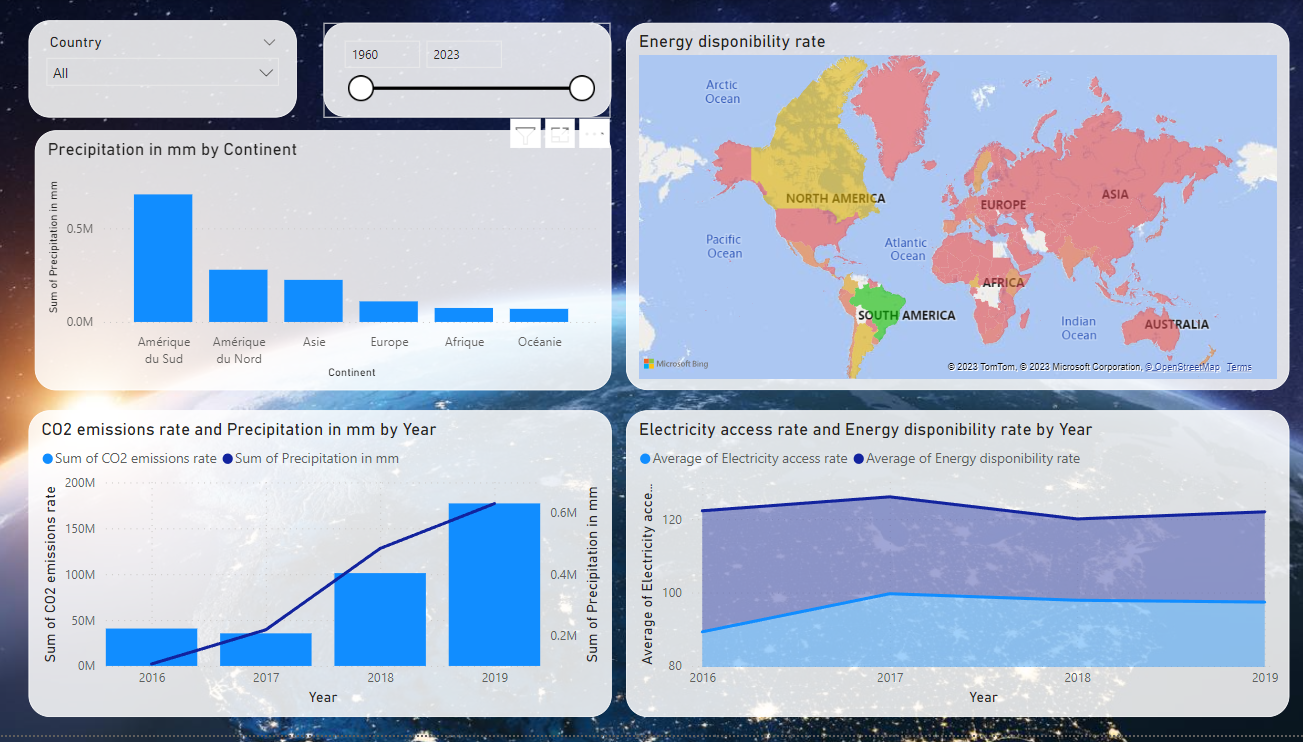 Country
All
1960
2023
Precipitation in mm by Continent
Sum of Precipitation in mm
0.5M
0.0M
Amérique
du Sud
Amérique
du Nord
Asie
Europe
Afrique
Océanie
Continent
Energy disponibility rate
Arctic
Ocean
NORTH AMERICA
EUROPE
ASIA
Pacific
Ocean
Atlantic
Ocean
AFRICA
SOUTH AMERICA
Indian
Ocean
AUSTRALIA
Microsoft Bing
© 2023 TomTom, © 2023 Microsoft Corporation, © OpenStreetMap Terms
CO2 emissions rate and Precipitation in mm by Year
Sum of CO2 emissions rate Sum of Precipitation in mm
Sum of CO2 emissions rate
200M
150M
100M
50M
0M
0.6M
0.4M
0.2M
Sum of Precipitation in mm
2016 2017 2018 2019
Year
Electricity access rate and Energy disponibility rate by Year
Average of Electricity access rate Average of Energy disponibility rate
Average of Electricity acce...
120
100
80
2016 2017 2018 2019
Year